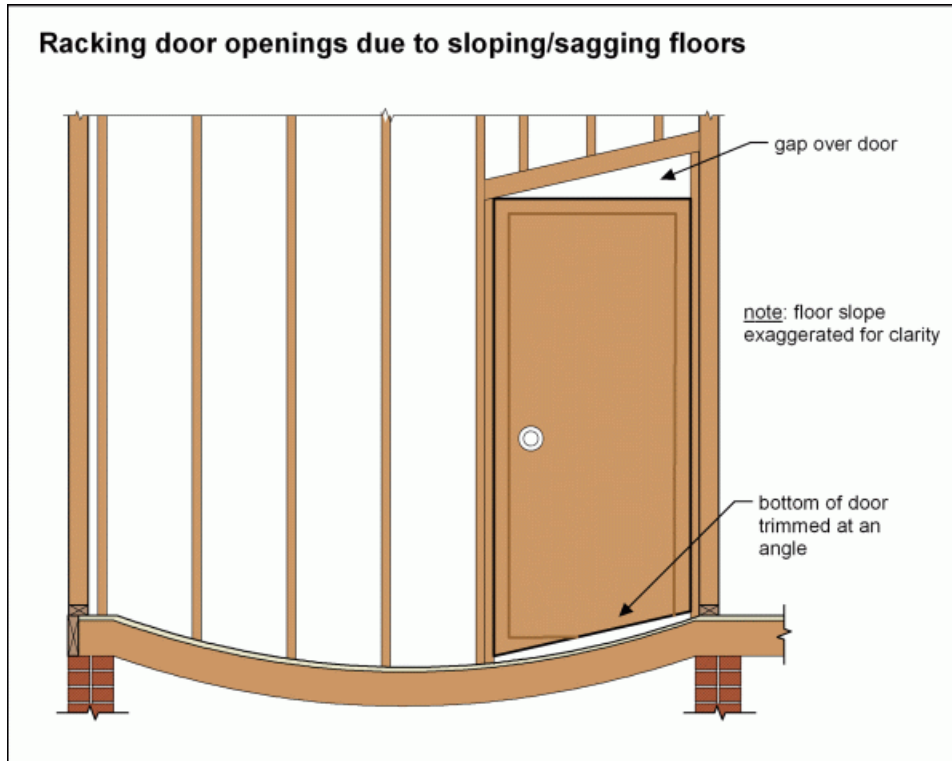 Racking door openings due to sloping/sagging floors
gap over door
note: floor slope
exaggerated for clarity
bottom of door
trimmed at an
angle